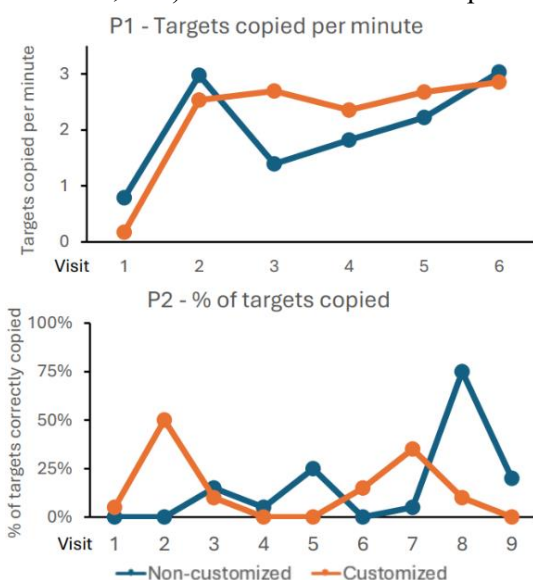 P1 - Targets copied per minute
Targets copied per minute
3
2
1
0
Visit 1 2 3 4 5 6
P2 - % of targets copied
% of targets correctly copied
100%
75%
50%
25%
0%
Visit 1 2 3 4 5 6 7 8 9
Non-customized Customized